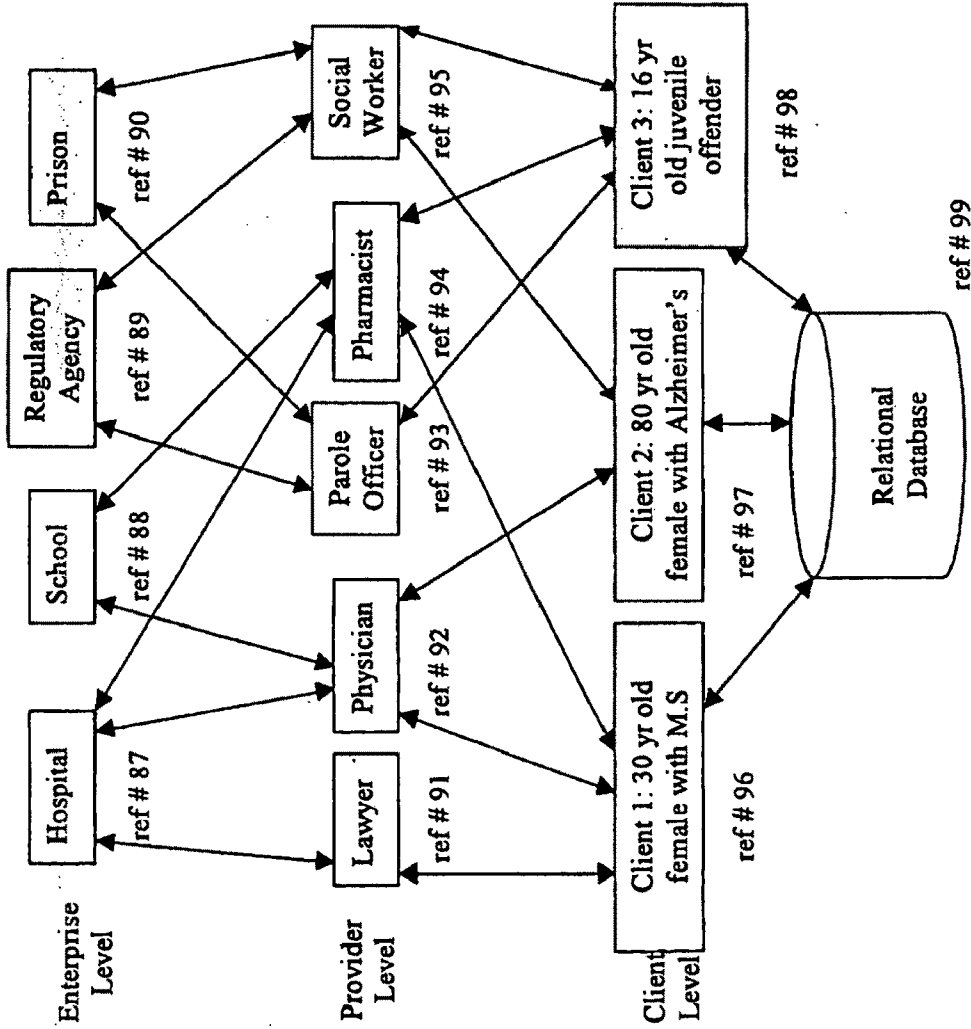 Enterprise
Level
Hospital
ref # 87
School
ref # 88
Regulatory
Agency
ref # 89
Prison
ref # 90
Provider
Level
Lawyer
ref # 91
Physician
ref # 92
Parole
Officer
ref # 93
Pharmacist
ref # 94
Social
Worker
ref # 95
Client
Level
Client 1: 30 yr old
female with M.S
ref # 96
Client 2: 80 yr old
female with Alzheimer's
ref # 97
Client 3: 16 yr
old juvenile
offender
ref # 98
Relational
Database
ref # 99